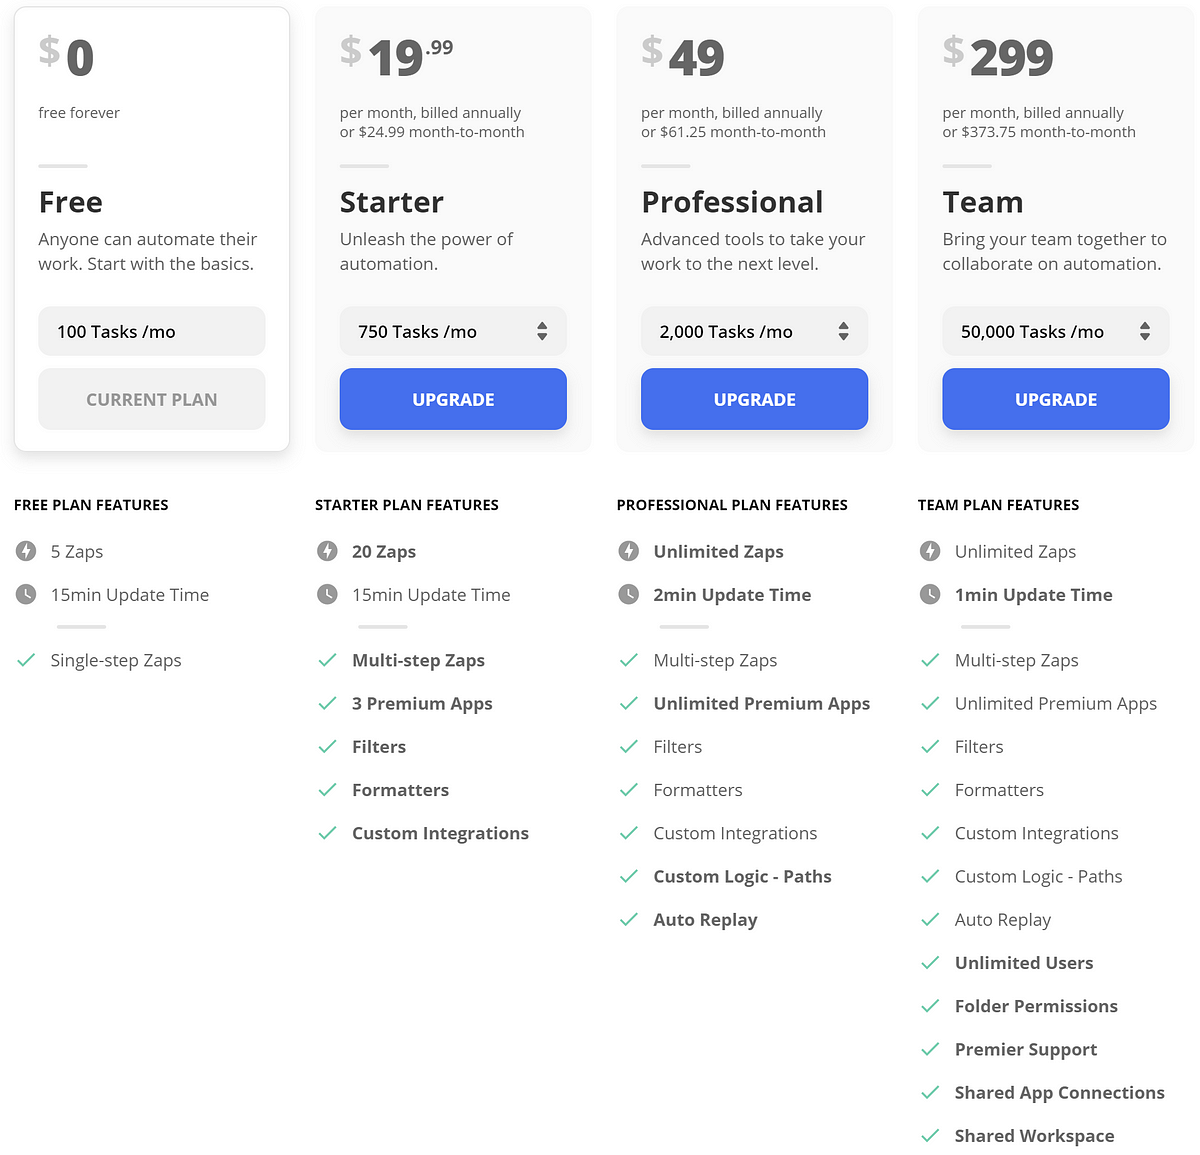 $0
free forever
Free
Anyone can automate their
work. Start with the basics.
100 Tasks /mo
CURRENT PLAN
$19.99
per month, billed annually
or $24.99 month-to-month
Starter
Unleash the power of
automation.
750 Tasks /mo
UPGRADE
$49
per month, billed annually
or $61.25 month-to-month
Professional
Advanced tools to take your
work to the next level.
2,000 Tasks /mo
UPGRADE
$299
per month, billed annually
or $373.75 month-to-month
Team
Bring your team together to
collaborate on automation.
50,000 Tasks /mo
UPGRADE
FREE PLAN FEATURES
5 Zaps
15min Update Time
Single-step Zaps
STARTER PLAN FEATURES
20 Zaps
15min Update Time
Multi-step Zaps
3 Premium Apps
Filters
Formatters
Custom Integrations
PROFESSIONAL PLAN FEATURES
Unlimited Zaps
2min Update Time
Multi-step Zaps
Unlimited Premium Apps
Filters
Formatters
Custom Integrations
Custom Logic - Paths
Auto Replay
TEAM PLAN FEATURES
Unlimited Zaps
1min Update Time
Multi-step Zaps
Unlimited Premium Apps
Filters
Formatters
Custom Integrations
Custom Logic - Paths
Auto Replay
Unlimited Users
Folder Permissions
Premier Support
Shared App Connections
Shared Workspace